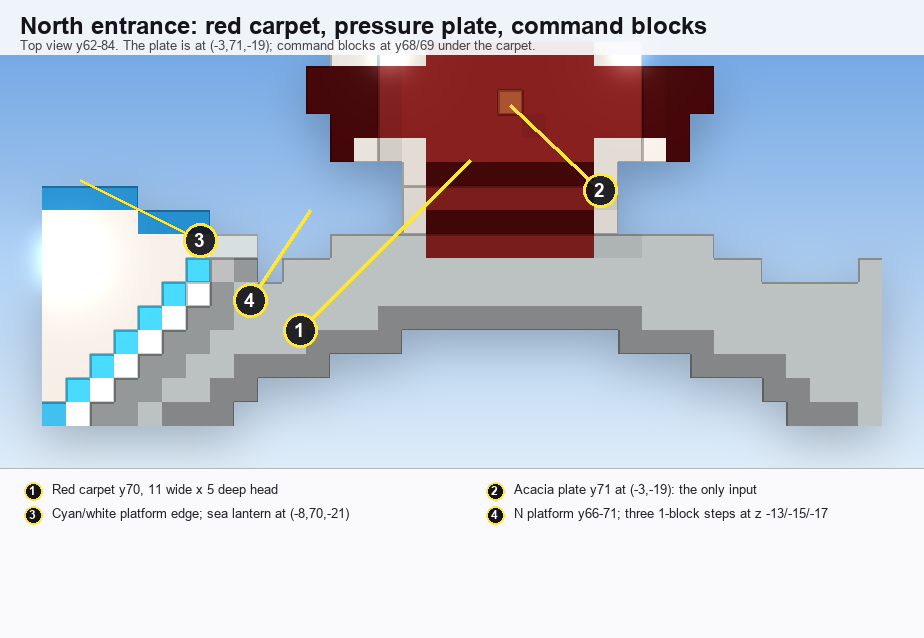 North entrance: red carpet, pressure plate, command blocks
Top view y62-84. The plate is at (-3,71,-19); command blocks at y68/69 under the carpet.
2
3
4
1
1 Red carpet y70, 11 wide x 5 deep head
2 Acacia plate y71 at (-3,-19): the only input
3 Cyan/white platform edge; sea lantern at (-8,70,-21)
4 N platform y66-71; three 1-block steps at z -13/-15/-17